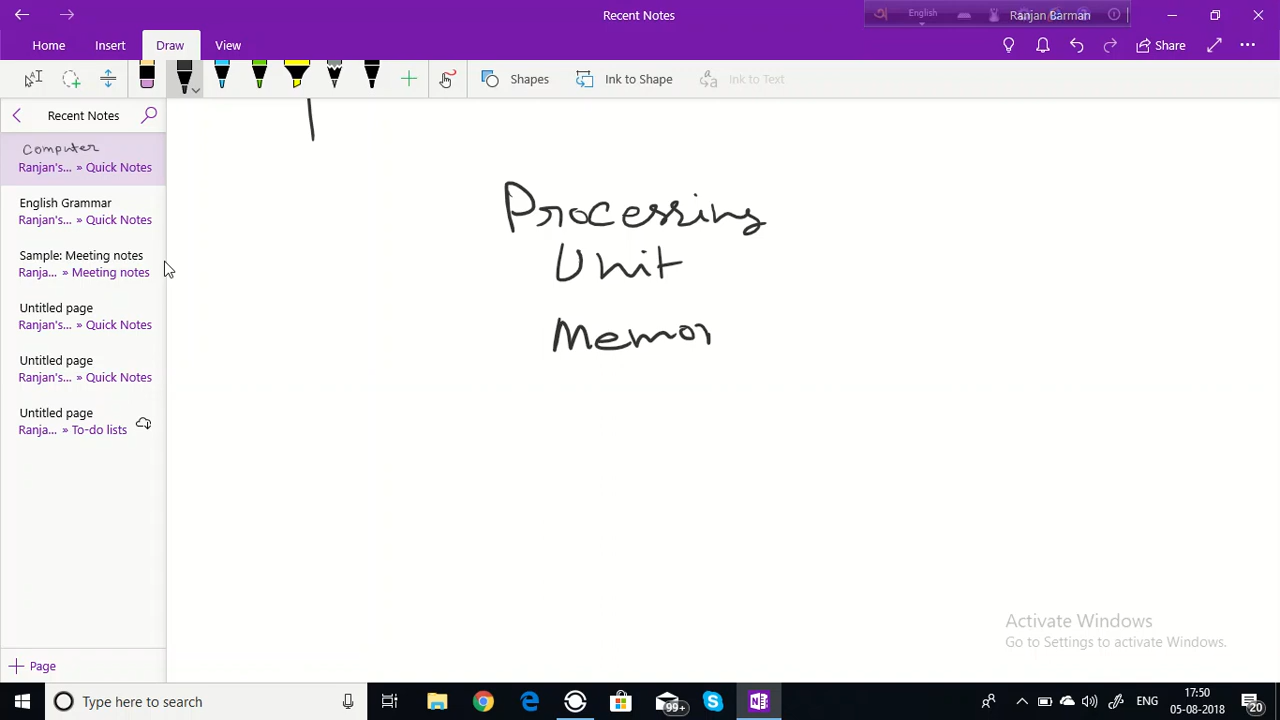 Recent Notes
English
Ranjan Barman
Home Insert Draw View
Share
Shapes Ink to Shape Ink to Text
Recent Notes
Computer
Ranjan's... » Quick Notes
English Grammar
Ranjan's... » Quick Notes
Sample: Meeting notes
Ranja... » Meeting notes
Untitled page
Ranjan's... » Quick Notes
Untitled page
Ranjan's... » Quick Notes
Untitled page
Ranja... » To-do lists
Page
Processing
Unit
Memor
Activate Windows
Go to Settings to activate Windows.
Type here to search
99+
ENG
17:50
05-08-2018
20